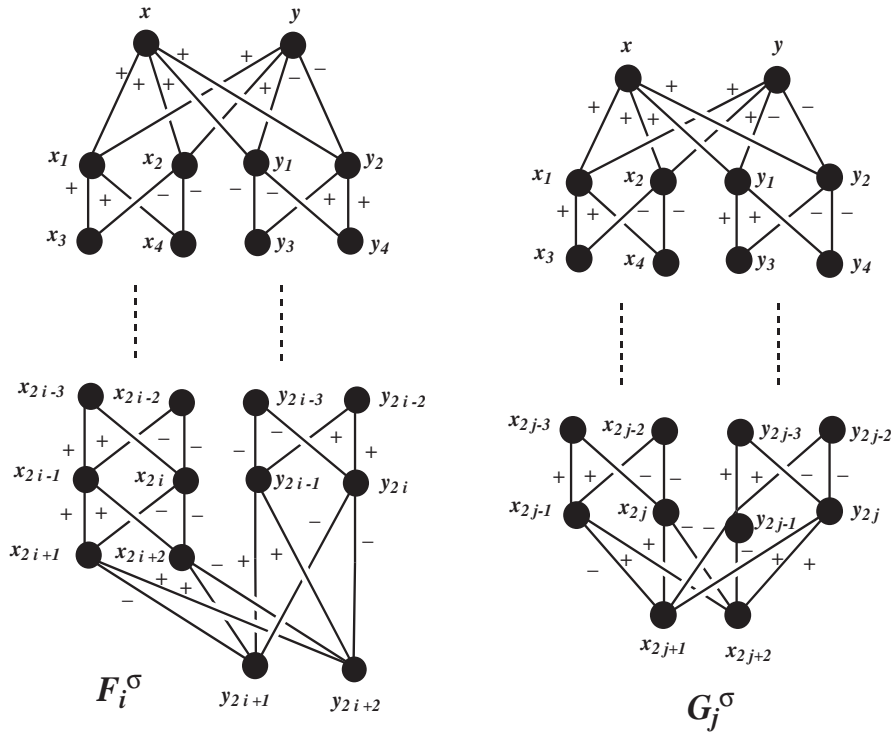 x y
+ + + + + + − −
x1 x2 y1 y2
+ + − − − − + +
x3 x4 y3 y4
x2i-3 x2i-2 y2i-3 y2i-2
+ + − − − − + +
x2i-1 x2i y2i-1 y2i
+ + − − − −
x2i+1 x2i+2 − + +
− + +
y2i+1 y2i+2
Fiσ
x y
+ + + + + + − −
x1 x2 y1 y2
+ + − − + + − −
x3 x4 y3 y4
x2j-3 x2j-2 y2j-3 y2j-2
+ + − − + + − −
x2j-1 x2j y2j-1 y2j
− − − + + − + +
x2j+1 x2j+2
Gjσ